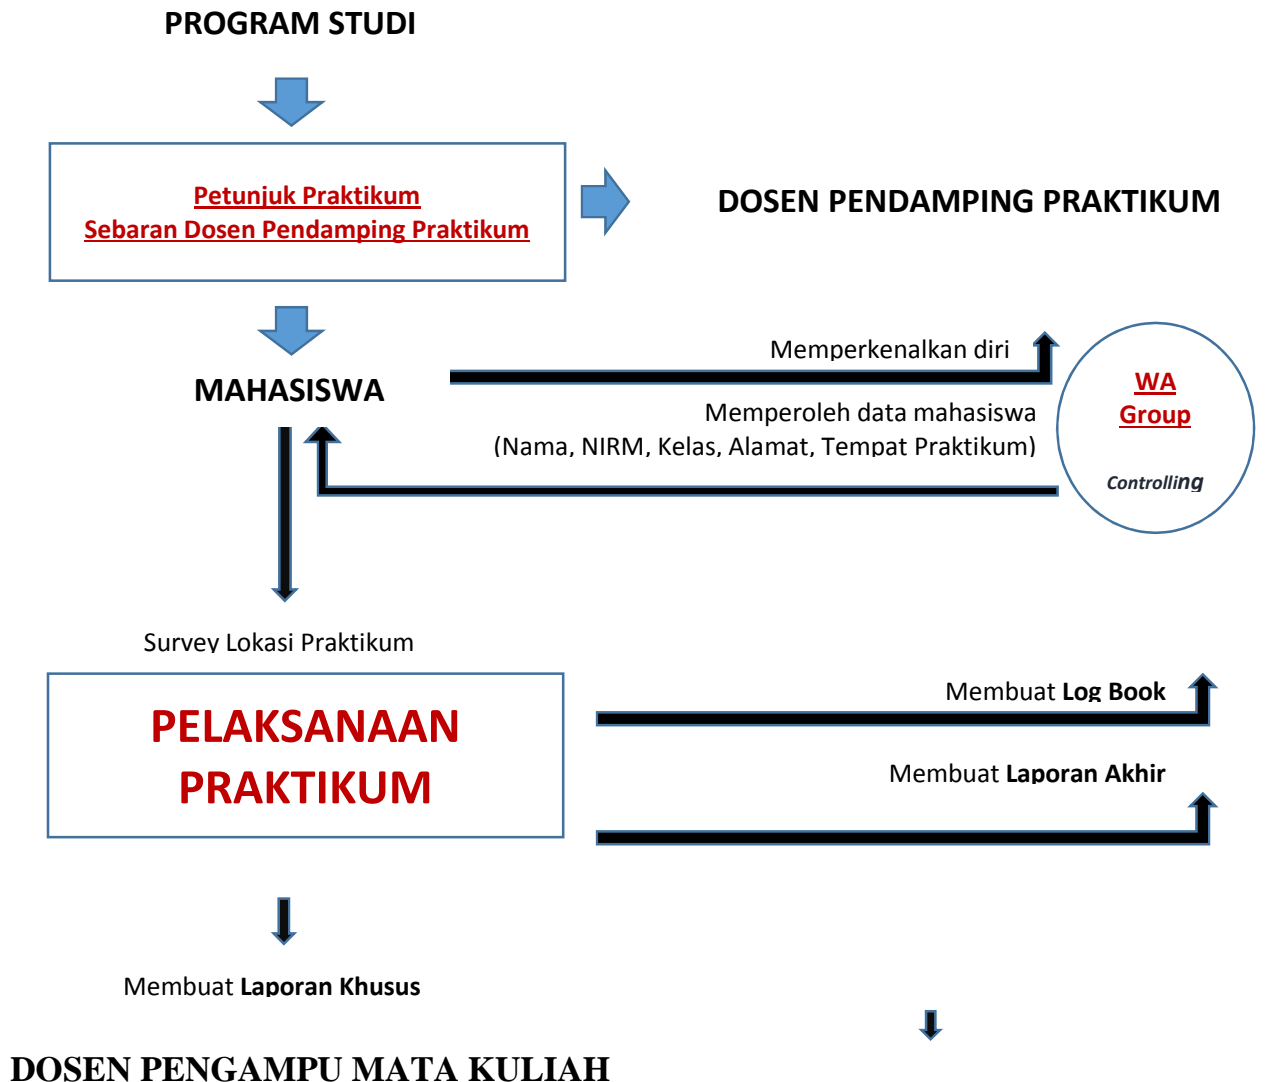 PROGRAM STUDI
Petunjuk Praktikum
Sebaran Dosen Pendamping Praktikum
DOSEN PENDAMPING PRAKTIKUM
Memperkenalkan diri
MAHASISWA
WA
Group
Memperoleh data mahasiswa
(Nama, NIRM, Kelas, Alamat, Tempat Praktikum)
Controlling
Survey Lokasi Praktikum
PELAKSANAAN
PRAKTIKUM
Membuat Log Book
Membuat Laporan Akhir
Membuat Laporan Khusus
DOSEN PENGAMPU MATA KULIAH